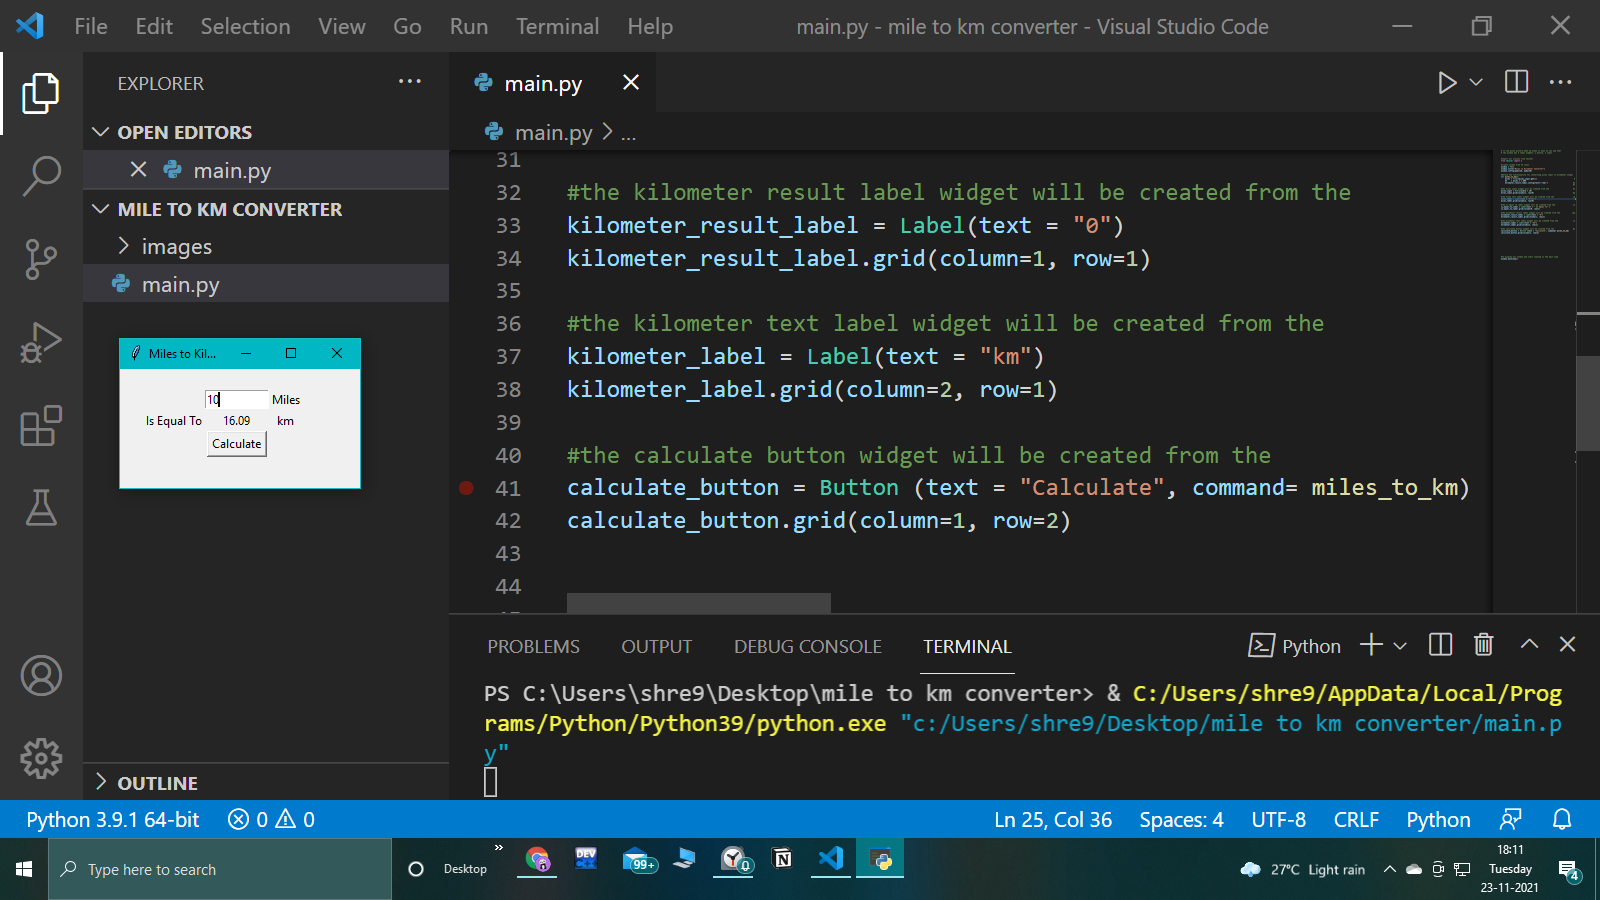 File Edit Selection View Go Run Terminal Help
main.py - mile to km converter - Visual Studio Code
EXPLORER
OPEN EDITORS
main.py
MILE TO KM CONVERTER
images
main.py
Miles to Kil...
10 Miles
Is Equal To 16.09 km
Calculate
OUTLINE
main.py
main.py > ...
31
32 #the kilometer result label widget will be created from the
33 kilometer_result_label = Label(text = "0")
34 kilometer_result_label.grid(column=1, row=1)
35
36 #the kilometer text label widget will be created from the
37 kilometer_label = Label(text = "km")
38 kilometer_label.grid(column=2, row=1)
39
40 #the calculate button widget will be created from the
41 calculate_button = Button (text = "Calculate", command= miles_to_km)
42 calculate_button.grid(column=1, row=2)
43
44
PROBLEMS OUTPUT DEBUG CONSOLE TERMINAL
Python
PS C:\Users\shre9\Desktop\mile to km converter> & C:/Users/shre9/AppData/Local/Prog
rams/Python/Python39/python.exe "c:/Users/shre9/Desktop/mile to km converter/main.p
y"
Python 3.9.1 64-bit 0 0
Ln 25, Col 36 Spaces: 4 UTF-8 CRLF Python
Type here to search
Desktop
DEV
99+
0
27°C Light rain
18:11
Tuesday
23-11-2021
4